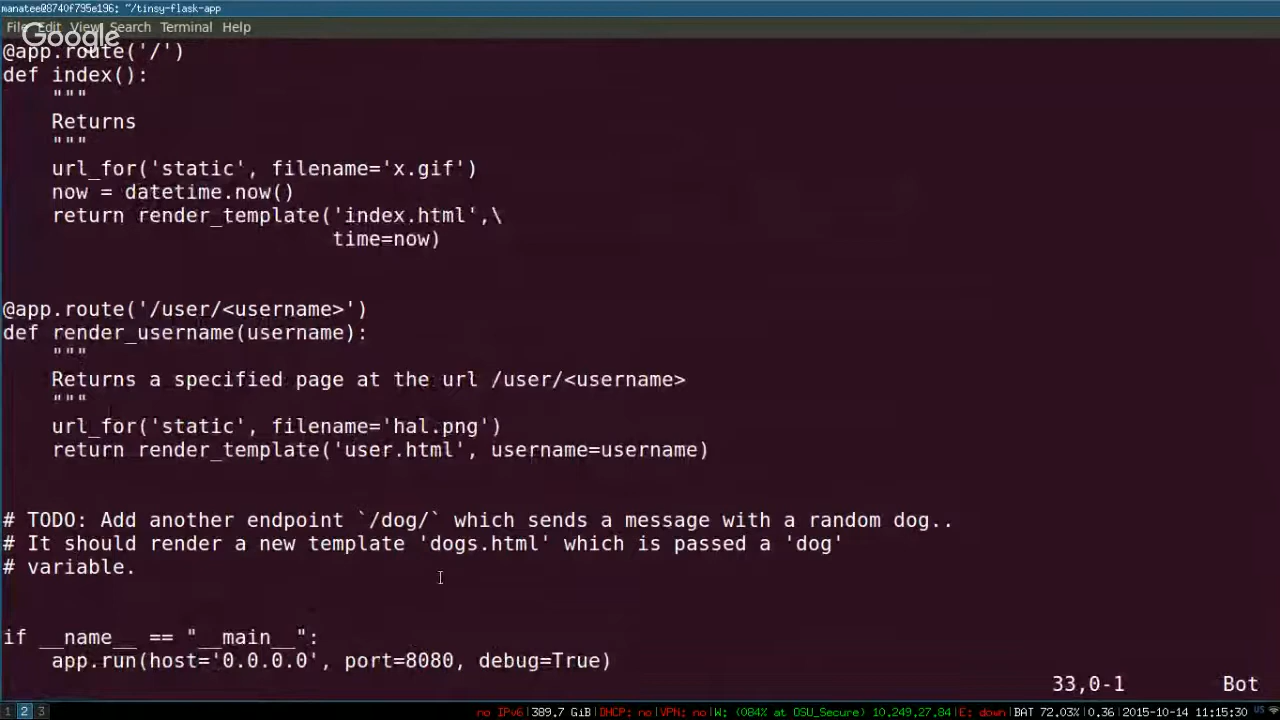 manatee@8740f795e196: ~/tinsy-flask-app
File Edit View Search Terminal Help
Google
@app.route('/')
def index():
    """
    Returns
    """
    url_for('static', filename='x.gif')
    now = datetime.now()
    return render_template('index.html',\
                           time=now)
@app.route('/user/<username>')
def render_username(username):
    """
    Returns a specified page at the url /user/<username>
    """
    url_for('static', filename='hal.png')
    return render_template('user.html', username=username)
# TODO: Add another endpoint `/dog/` which sends a message with a random dog..
# It should render a new template 'dogs.html' which is passed a 'dog'
# variable.
if __name__ == "__main__":
    app.run(host='0.0.0.0', port=8080, debug=True)
33,0-1 Bot
1 2 3 no IPv6|389.7 GiB|DHCP: no|VPN: no|W: (084% at OSU_Secure) 10.249.27.84|E: down|BAT 72.03%|0.36|2015-10-14 11:15:30 US